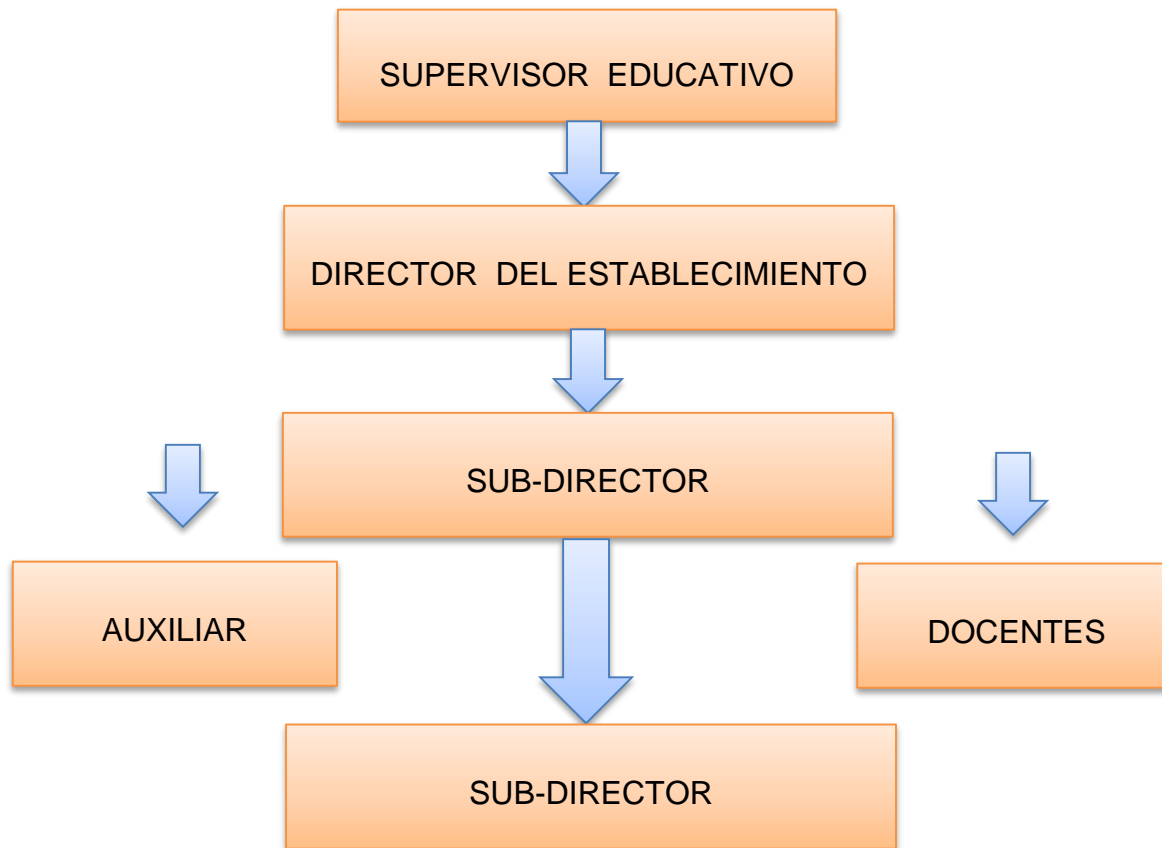 SUPERVISOR EDUCATIVO
DIRECTOR DEL ESTABLECIMIENTO
SUB-DIRECTOR
AUXILIAR
DOCENTES
SUB-DIRECTOR